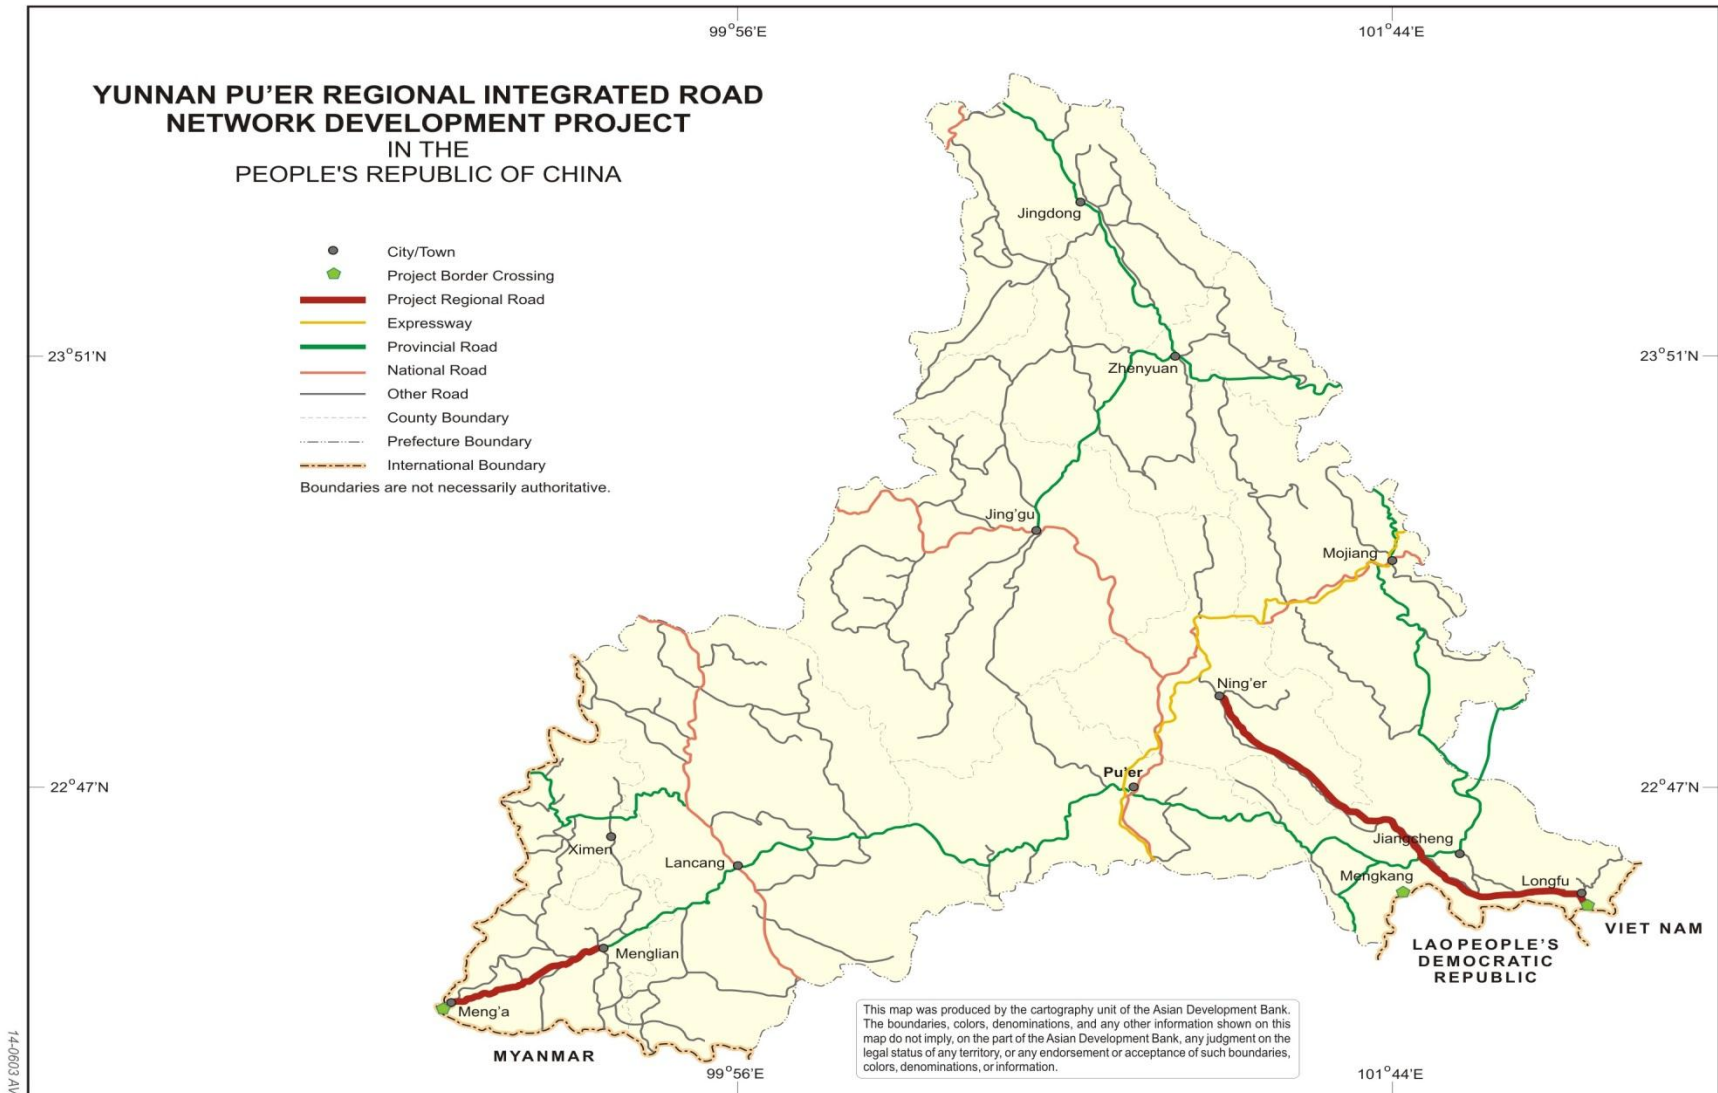 99°56'E
101°44'E
YUNNAN PU'ER REGIONAL INTEGRATED ROAD
NETWORK DEVELOPMENT PROJECT
IN THE
PEOPLE'S REPUBLIC OF CHINA
City/Town
Project Border Crossing
Project Regional Road
Expressway
Provincial Road
National Road
Other Road
County Boundary
Prefecture Boundary
International Boundary
Boundaries are not necessarily authoritative.
23°51'N
23°51'N
22°47'N
22°47'N
Jingdong
Zhenyuan
Jing'gu
Mojiang
Ning'er
Pu'er
Jiangcheng
Ximen
Lancang
Mengkang
Longfu
VIET NAM
LAO PEOPLE'S
DEMOCRATIC
REPUBLIC
Menglian
Meng'a
MYANMAR
This map was produced by the cartography unit of the Asian Development Bank.
The boundaries, colors, denominations, and any other information shown on this
map do not imply, on the part of the Asian Development Bank, any judgment on the
legal status of any territory, or any endorsement or acceptance of such boundaries,
colors, denominations, or information.
99°56'E
101°44'E
14-0603 AV